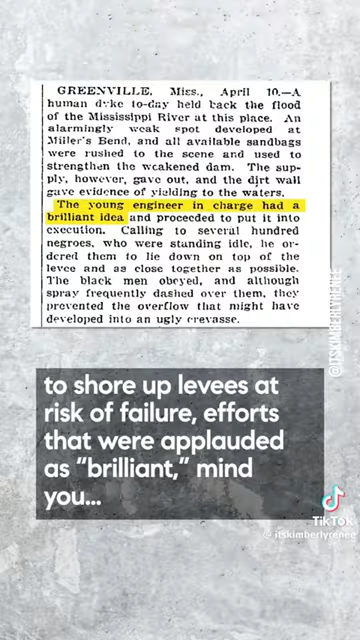 GREENVILLE, Miss., April 10.—A
human dyke to-day held back the flood
of the Mississippi River at this place. An
alarmingly weak spot developed at
Miller's Bend, and all available sandbags
were rushed to the scene and used to
strengthen the weakened dam. The sup-
ply, however, gave out, and the dirt wall
gave evidence of yielding to the waters.
The young engineer in charge had a
brilliant idea and proceeded to put it into
execution. Calling to several hundred
negroes, who were standing idle, he or-
dered them to lie down on top of the
levee and as close together as possible.
The black men obeyed, and although
spray frequently dashed over them, they
prevented the overflow that might have
developed into an ugly crevasse.
@ITSKIMBERLYRENEE
to shore up levees at
risk of failure, efforts
that were applauded
as “brilliant,” mind
you...
TikTok
@itskimberlyrenee